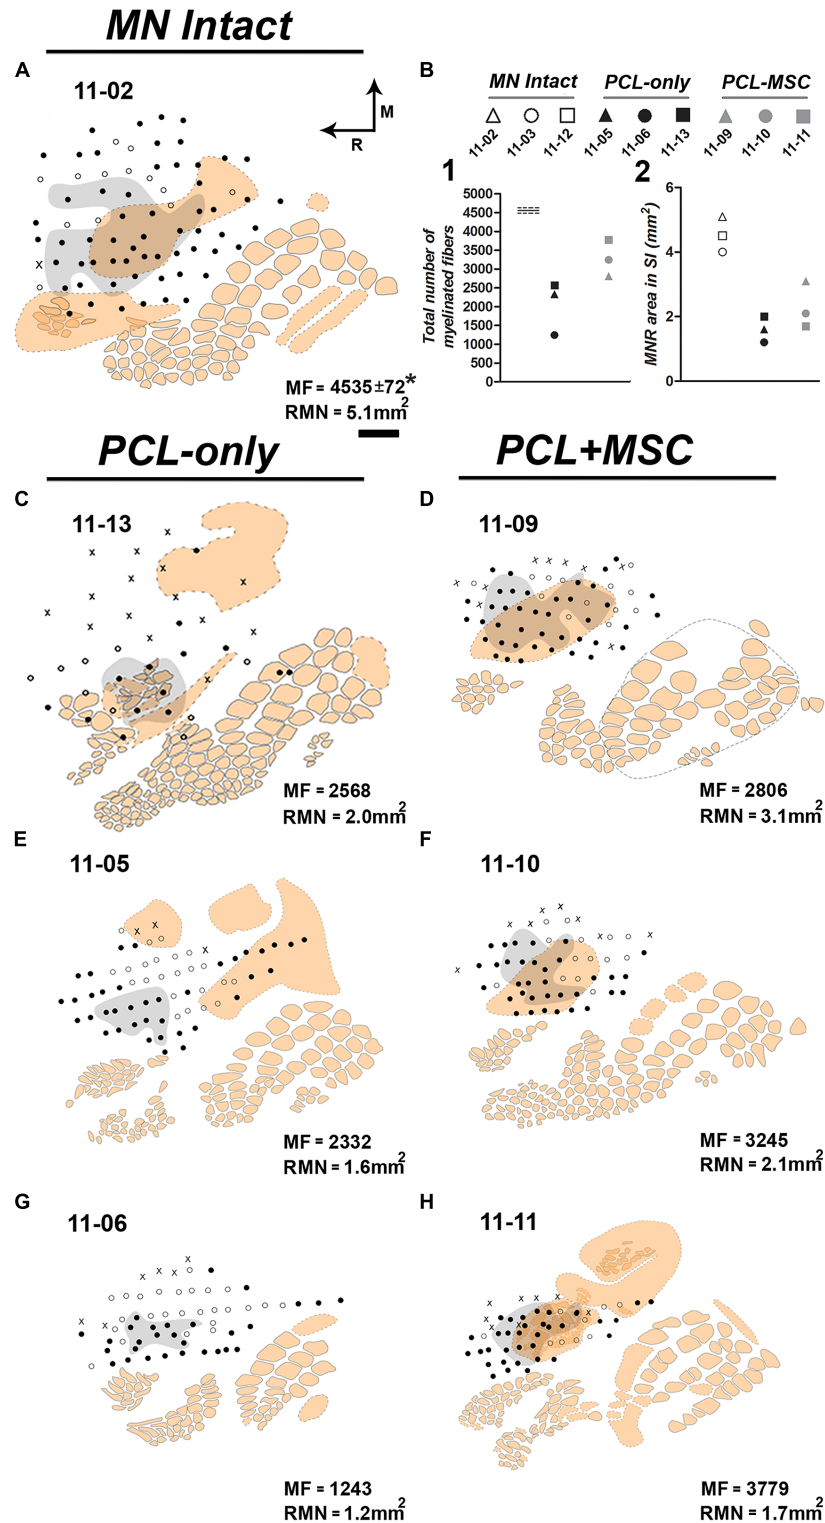 MN Intact
A
11-02
M
R
MF = 4535±72*
RMN = 5.1mm2
B
MN Intact PCL-only PCL-MSC
11-02 11-03 11-12 11-05 11-06 11-13 11-09 11-10 11-11
1
Total number of
myelinated fibers
5000
4500
4000
3500
3000
2500
2000
1500
1000
500
0
2
MNR area in SI (mm2)
6
4
2
0
PCL-only
PCL+MSC
C
11-13
MF = 2568
RMN = 2.0mm2
D
11-09
MF = 2806
RMN = 3.1mm2
E
11-05
MF = 2332
RMN = 1.6mm2
F
11-10
MF = 3245
RMN = 2.1mm2
G
11-06
MF = 1243
RMN = 1.2mm2
H
11-11
MF = 3779
RMN = 1.7mm2